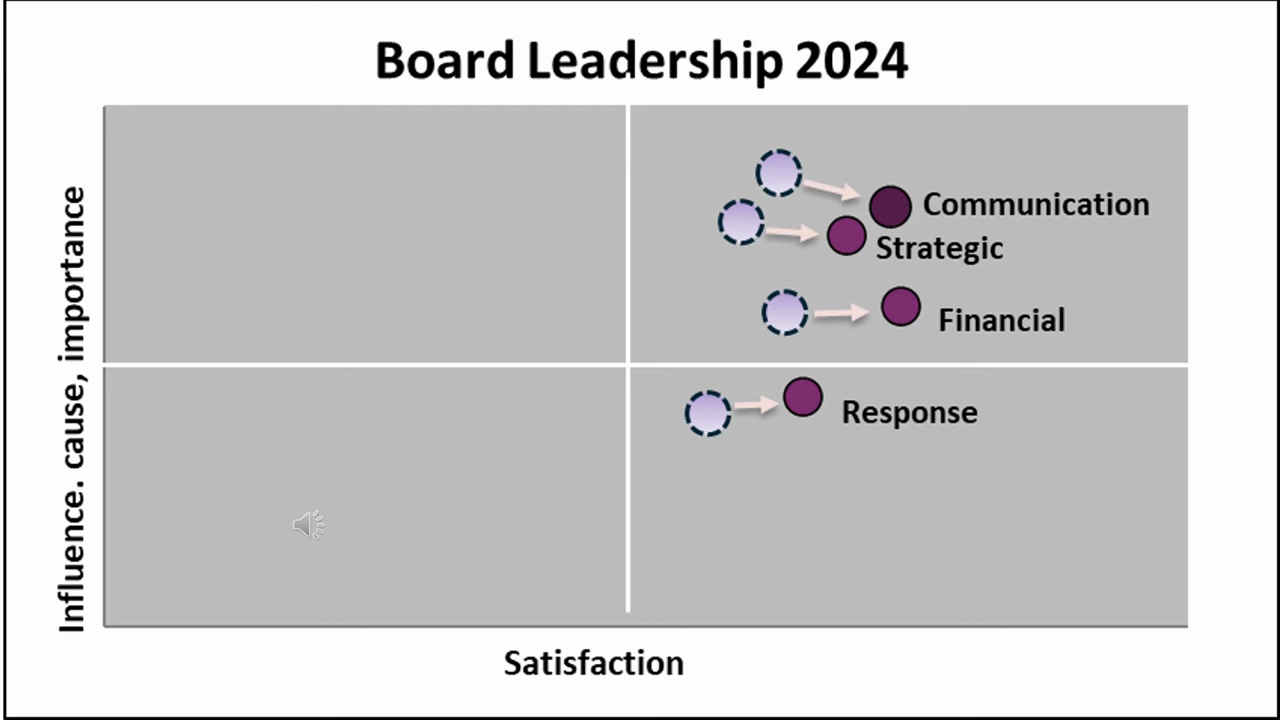 Board Leadership 2024
Influence. cause, importance
Communication
Strategic
Financial
Response
Satisfaction